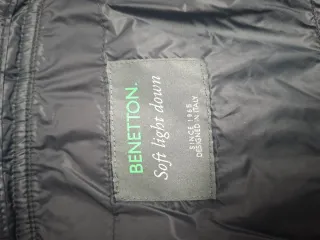 BENETTON.
Soft light down
SINCE 1965
DESIGNED IN ITALY